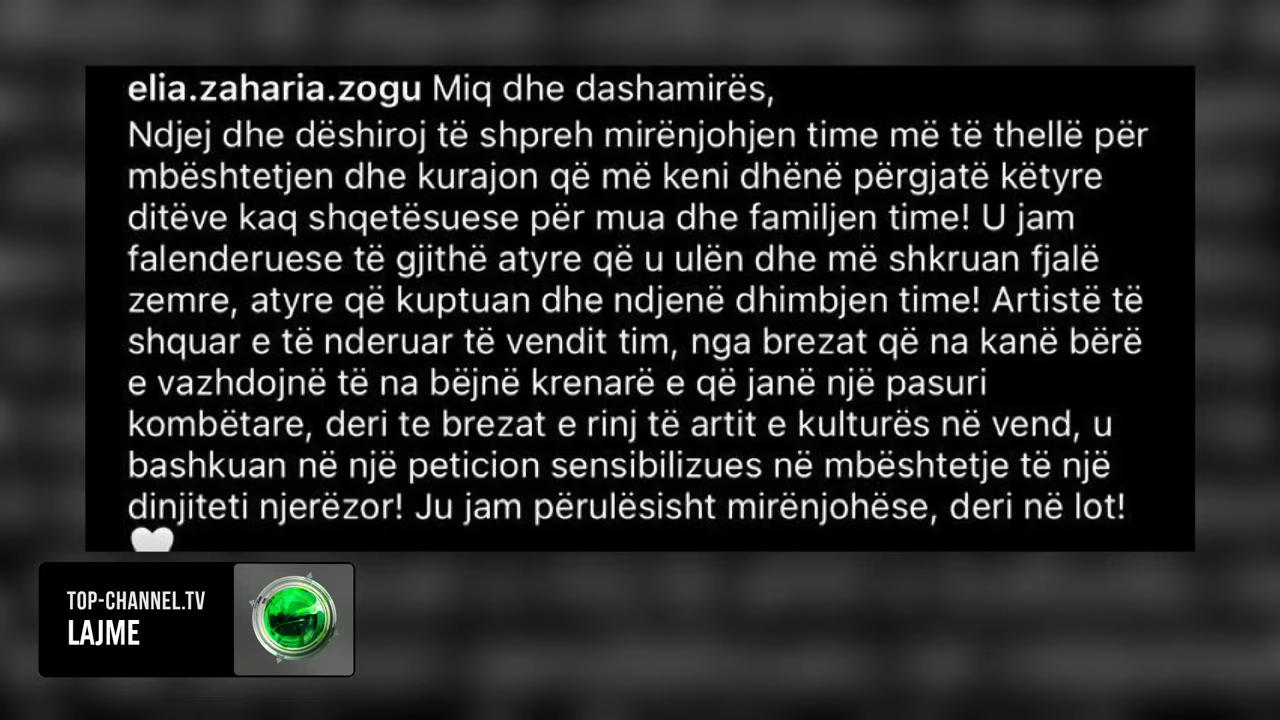 elia.zaharia.zogu Miq dhe dashamirës,
Ndjej dhe dëshiroj të shpreh mirënjohjen time më të thellë për
mbështetjen dhe kurajon që më keni dhënë përgjatë këtyre
ditëve kaq shqetësuese për mua dhe familjen time! U jam
falenderuese të gjithë atyre që u ulën dhe më shkruan fjalë
zemre, atyre që kuptuan dhe ndjenë dhimbjen time! Artistë të
shquar e të nderuar të vendit tim, nga brezat që na kanë bërë
e vazhdojnë të na bëjnë krenarë e që janë një pasuri
kombëtare, deri te brezat e rinj të artit e kulturës në vend, u
bashkuan në një peticion sensibilizues në mbështetje të një
dinjiteti njerëzor! Ju jam përulësisht mirënjohëse, deri në lot!
🤍
TOP-CHANNEL.TV
LAJME